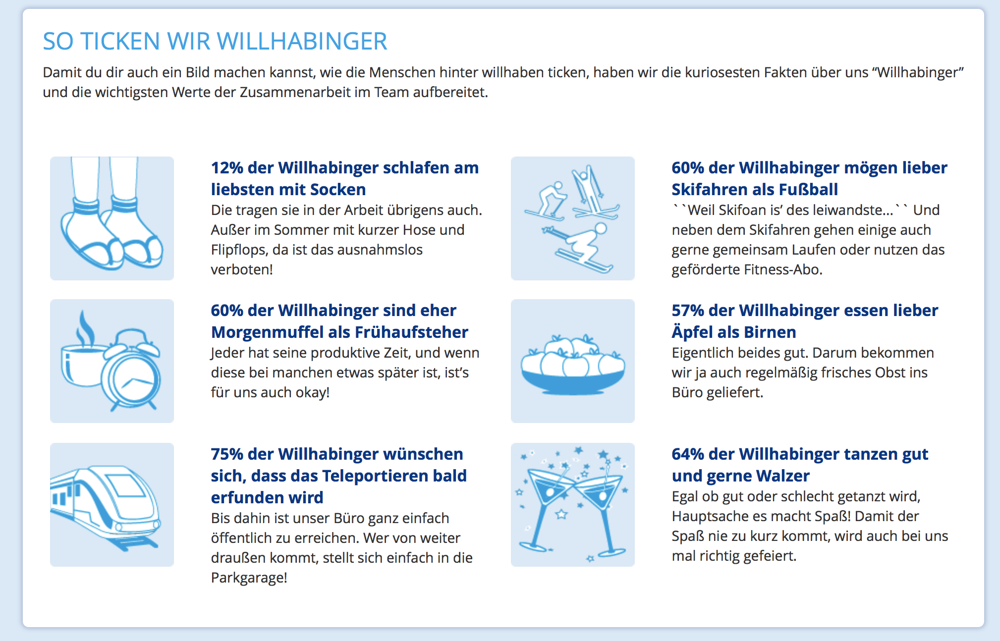 SO TICKEN WIR WILLHABINGER
Damit du dir auch ein Bild machen kannst, wie die Menschen hinter willhaben ticken, haben wir die kuriosesten Fakten über uns “Willhabinger”
und die wichtigsten Werte der Zusammenarbeit im Team aufbereitet.
12% der Willhabinger schlafen am
liebsten mit Socken
Die tragen sie in der Arbeit übrigens auch.
Außer im Sommer mit kurzer Hose und
Flipflops, da ist das ausnahmslos
verboten!
60% der Willhabinger mögen lieber
Skifahren als Fußball
``Weil Skifoan is’ des leiwandste...`` Und
neben dem Skifahren gehen einige auch
gerne gemeinsam Laufen oder nutzen das
geförderte Fitness-Abo.
60% der Willhabinger sind eher
Morgenmuffel als Frühaufsteher
Jeder hat seine produktive Zeit, und wenn
diese bei manchen etwas später ist, ist’s
für uns auch okay!
57% der Willhabinger essen lieber
Äpfel als Birnen
Eigentlich beides gut. Darum bekommen
wir ja auch regelmäßig frisches Obst ins
Büro geliefert.
75% der Willhabinger wünschen
sich, dass das Teleportieren bald
erfunden wird
Bis dahin ist unser Büro ganz einfach
öffentlich zu erreichen. Wer von weiter
draußen kommt, stellt sich einfach in die
Parkgarage!
64% der Willhabinger tanzen gut
und gerne Walzer
Egal ob gut oder schlecht getanzt wird,
Hauptsache es macht Spaß! Damit der
Spaß nie zu kurz kommt, wird auch bei uns
mal richtig gefeiert.